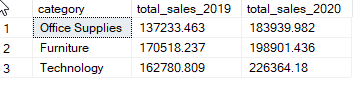 category total_sales_2019 total_sales_2020
1 Office Supplies 137233.463 183939.982
2 Furniture 170518.237 198901.436
3 Technology 162780.809 226364.18